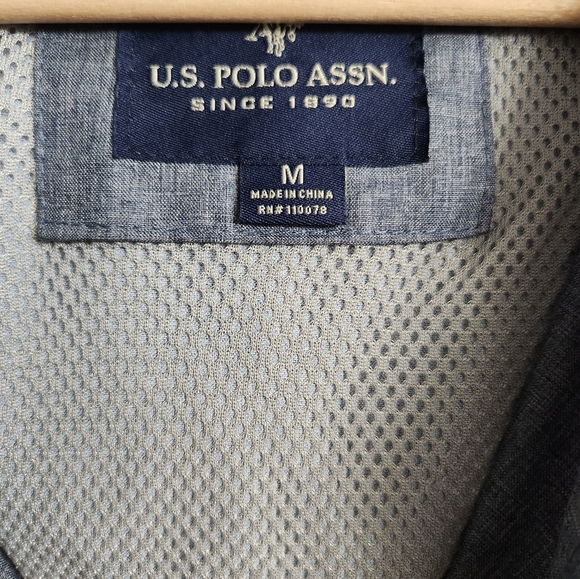 U.S. POLO ASSN.
SINCE 1890
M
MADE IN CHINA
RN# 110078